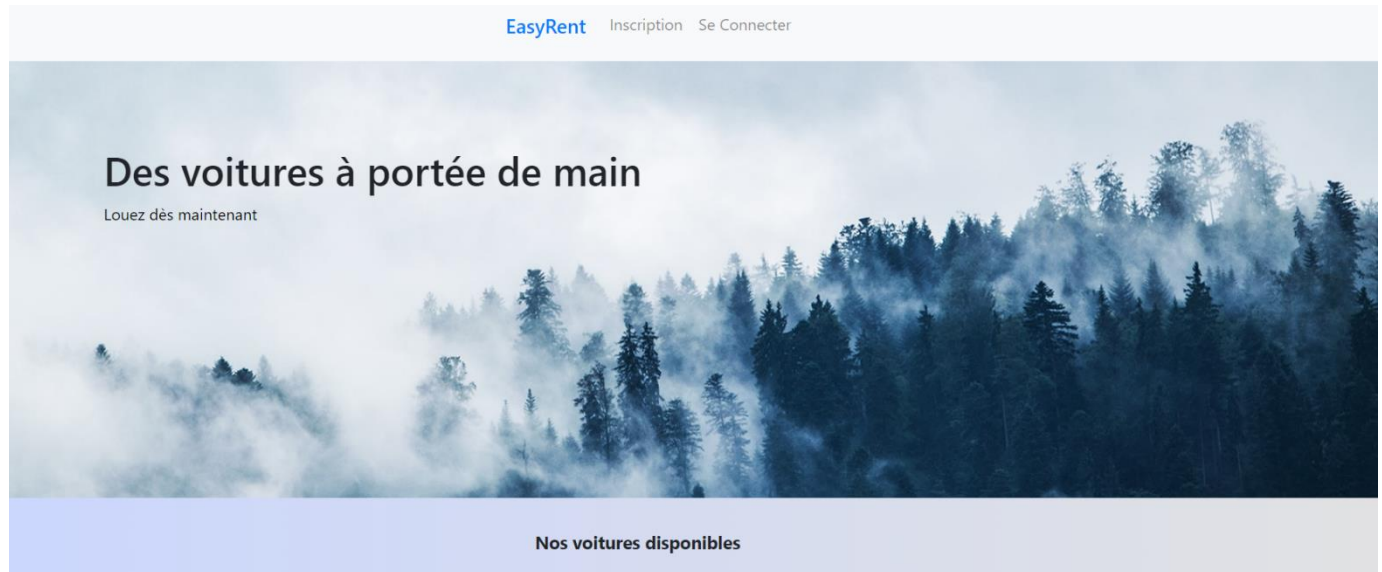 EasyRent Inscription Se Connecter
Des voitures à portée de main
Louez dès maintenant
Nos voitures disponibles